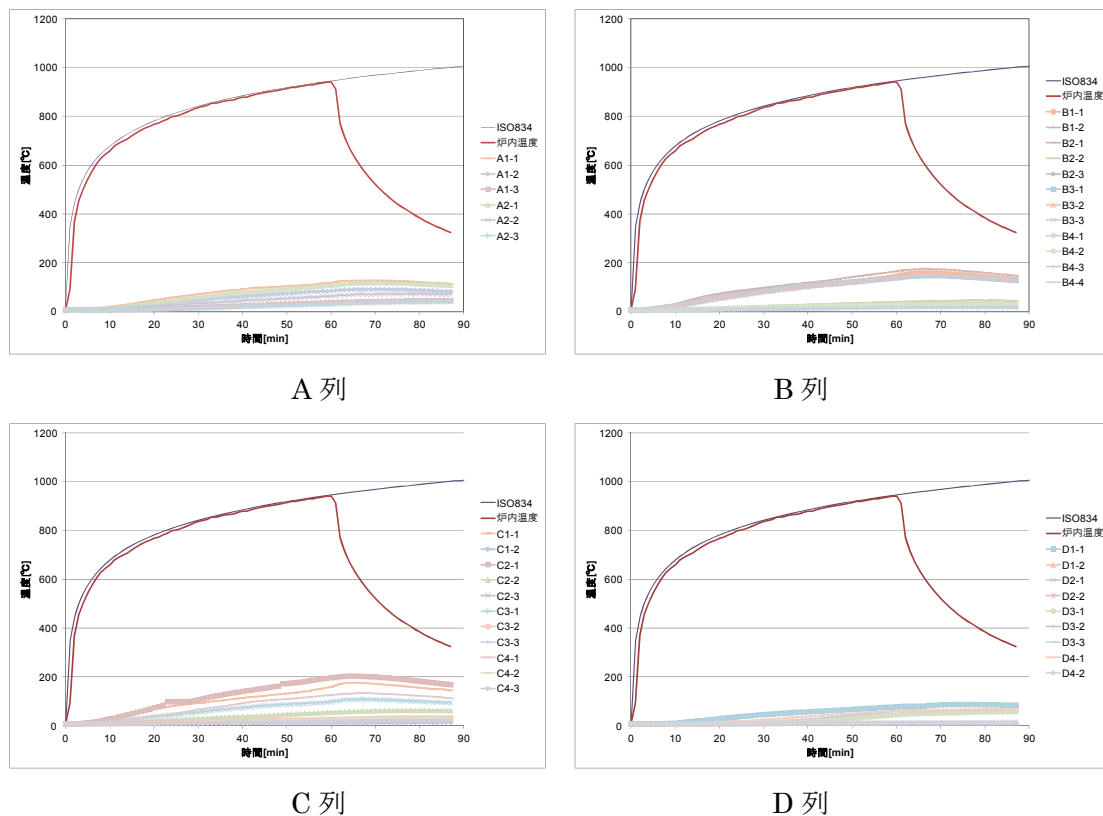 1200
1000
800
600
400
200
0
0 10 20 30 40 50 60 70 80 90
温度[℃]
時間[min]
ISO834
炉内温度
A1-1
A1-2
A1-3
A2-1
A2-2
A2-3
A 列
1200
1000
800
600
400
200
0
0 10 20 30 40 50 60 70 80 90
温度[℃]
時間[min]
ISO834
炉内温度
B1-1
B1-2
B2-1
B2-2
B2-3
B3-1
B3-2
B3-3
B4-1
B4-2
B4-3
B4-4
B 列
1200
1000
800
600
400
200
0
0 10 20 30 40 50 60 70 80 90
温度[℃]
時間[min]
ISO834
炉内温度
C1-1
C1-2
C2-1
C2-2
C2-3
C3-1
C3-2
C3-3
C4-1
C4-2
C4-3
C 列
1200
1000
800
600
400
200
0
0 10 20 30 40 50 60 70 80 90
温度[℃]
時間[min]
ISO834
炉内温度
D1-1
D1-2
D2-1
D2-2
D3-1
D3-2
D3-3
D4-1
D4-2
D 列